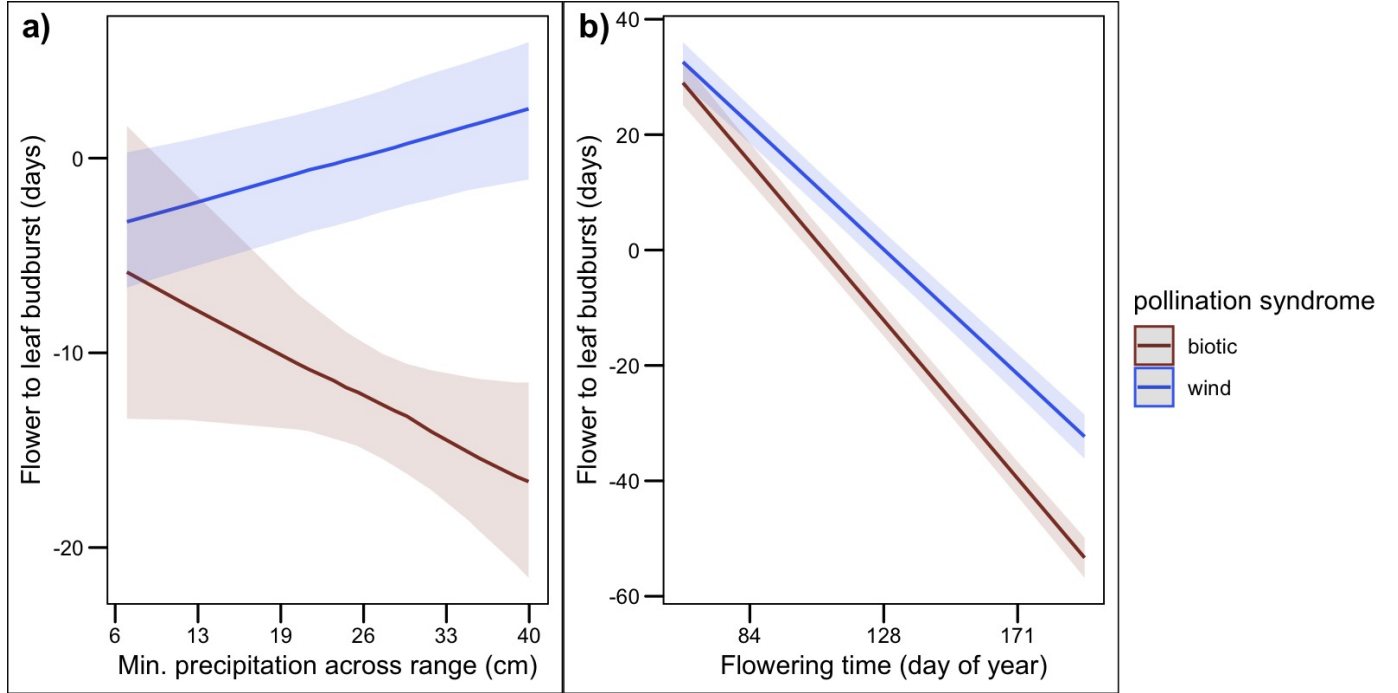 a)
Flower to leaf budburst (days)
0
-10
-20
6 13 19 26 33 40
Min. precipitation across range (cm)
b)
Flower to leaf budburst (days)
40
20
0
-20
-40
-60
84 128 171
Flowering time (day of year)
pollination syndrome
biotic
wind